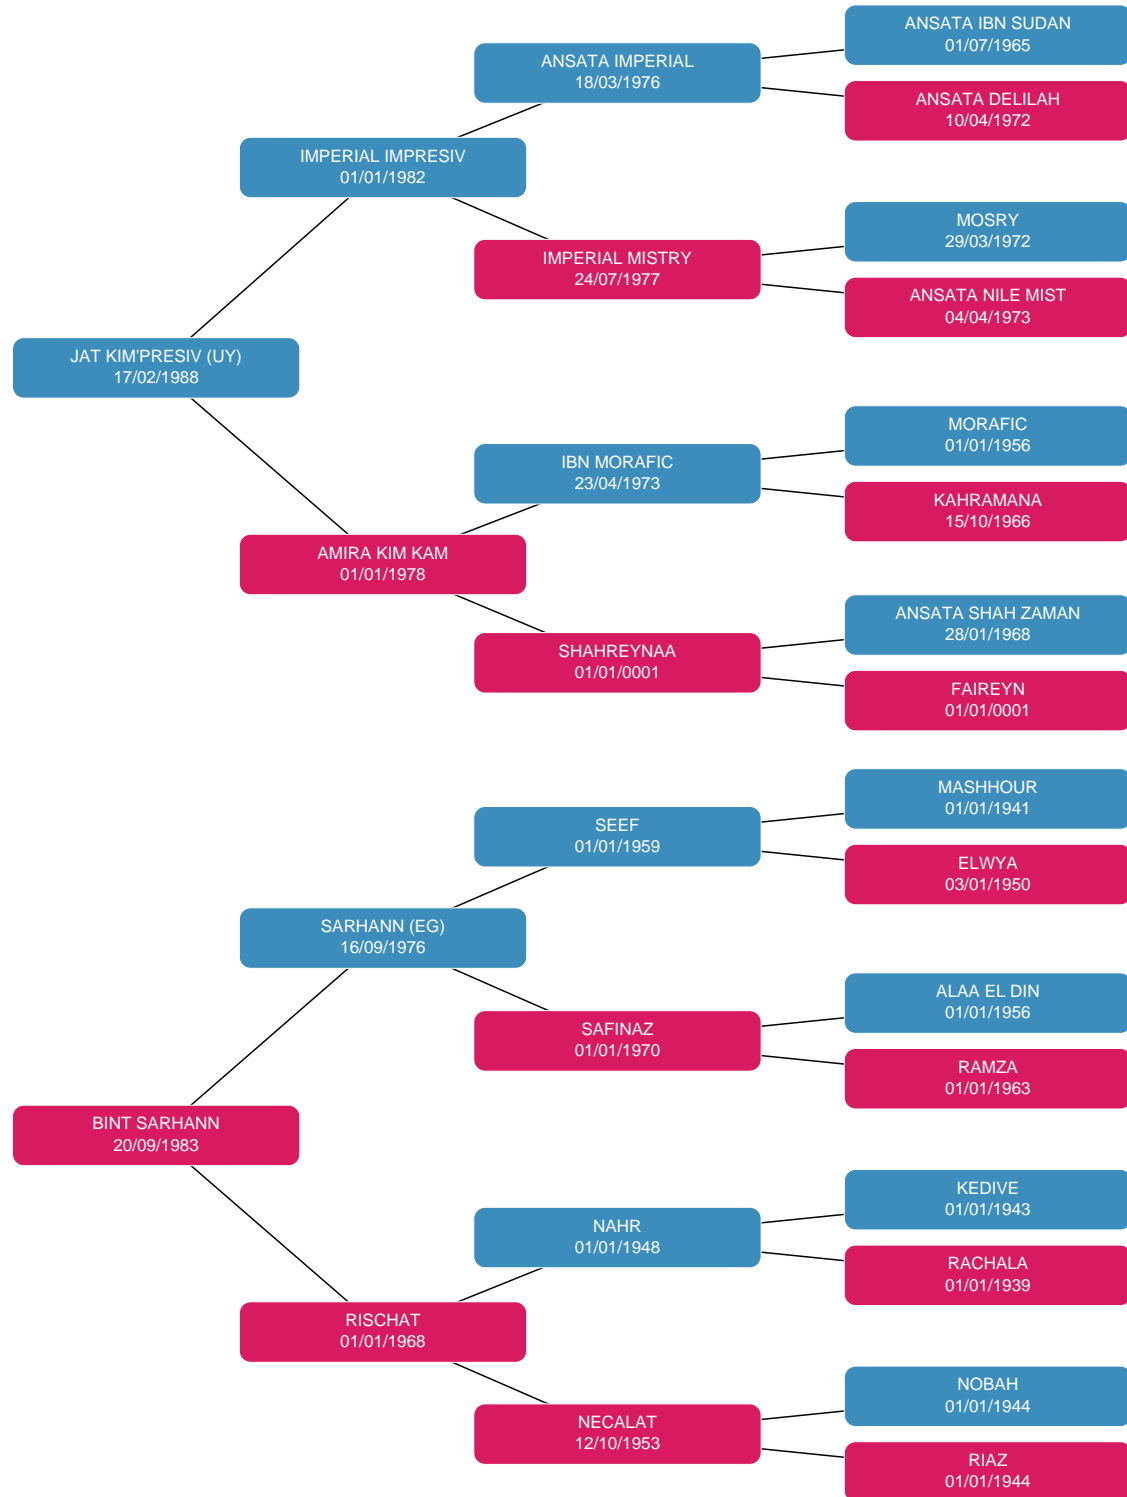 ANSATA IBN SUDAN
01/07/1965
ANSATA IMPERIAL
18/03/1976
ANSATA DELILAH
10/04/1972
IMPERIAL IMPRESIV
01/01/1982
MOSRY
29/03/1972
IMPERIAL MISTRY
24/07/1977
ANSATA NILE MIST
04/04/1973
JAT KIM'PRESIV (UY)
17/02/1988
MORAFIC
01/01/1956
IBN MORAFIC
23/04/1973
KAHRAMANA
15/10/1966
AMIRA KIM KAM
01/01/1978
ANSATA SHAH ZAMAN
28/01/1968
SHAHREYNAA
01/01/0001
FAIREYN
01/01/0001
MASHHOUR
01/01/1941
SEEF
01/01/1959
ELWYA
03/01/1950
SARHANN (EG)
16/09/1976
ALAA EL DIN
01/01/1956
SAFINAZ
01/01/1970
RAMZA
01/01/1963
BINT SARHANN
20/09/1983
KEDIVE
01/01/1943
NAHR
01/01/1948
RACHALA
01/01/1939
RISCHAT
01/01/1968
NOBAH
01/01/1944
NECALAT
12/10/1953
RIAZ
01/01/1944